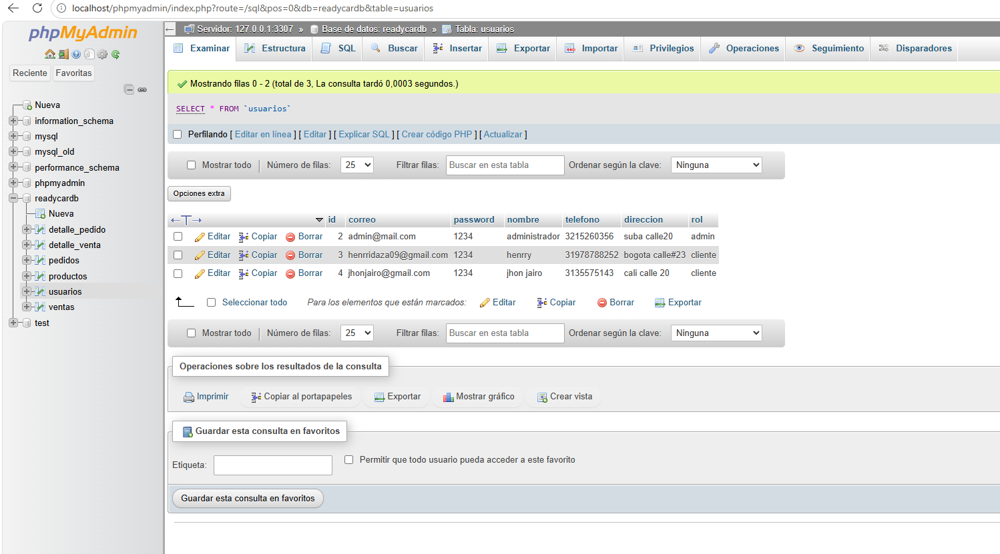 localhost/phpmyadmin/index.php?route=/sql&pos=0&db=readycardb&table=usuarios
phpMyAdmin
Reciente Favoritas
Nueva
information_schema
mysql
mysql_old
performance_schema
phpmyadmin
readycardb
Nueva
detalle_pedido
detalle_venta
pedidos
productos
usuarios
ventas
test
Servidor: 127.0.0.1:3307 » Base de datos: readycardb » Tabla: usuarios
Examinar Estructura SQL Buscar Insertar Exportar Importar Privilegios Operaciones Seguimiento Disparadores
Mostrando filas 0 - 2 (total de 3, La consulta tardó 0,0003 segundos.)
SELECT * FROM `usuarios`
Perfilando [ Editar en línea ] [ Editar ] [ Explicar SQL ] [ Crear código PHP ] [ Actualizar ]
Mostrar todo | Número de filas: 25 Filtrar filas: Buscar en esta tabla Ordenar según la clave: Ninguna
Opciones extra
←T→ id correo password nombre telefono direccion rol
Editar Copiar Borrar 2 admin@mail.com 1234 administrador 3215260356 suba calle20 admin
Editar Copiar Borrar 3 henrridaza09@gmail.com 1234 henrry 31978788252 bogota calle#23 cliente
Editar Copiar Borrar 4 jhonjairo@gmail.com 1234 jhon jairo 3135575143 cali calle 20 cliente
Seleccionar todo Para los elementos que están marcados: Editar Copiar Borrar Exportar
Mostrar todo | Número de filas: 25 Filtrar filas: Buscar en esta tabla Ordenar según la clave: Ninguna
Operaciones sobre los resultados de la consulta
Imprimir Copiar al portapapeles Exportar Mostrar gráfico Crear vista
Guardar esta consulta en favoritos
Etiqueta: Permitir que todo usuario pueda acceder a este favorito
Guardar esta consulta en favoritos